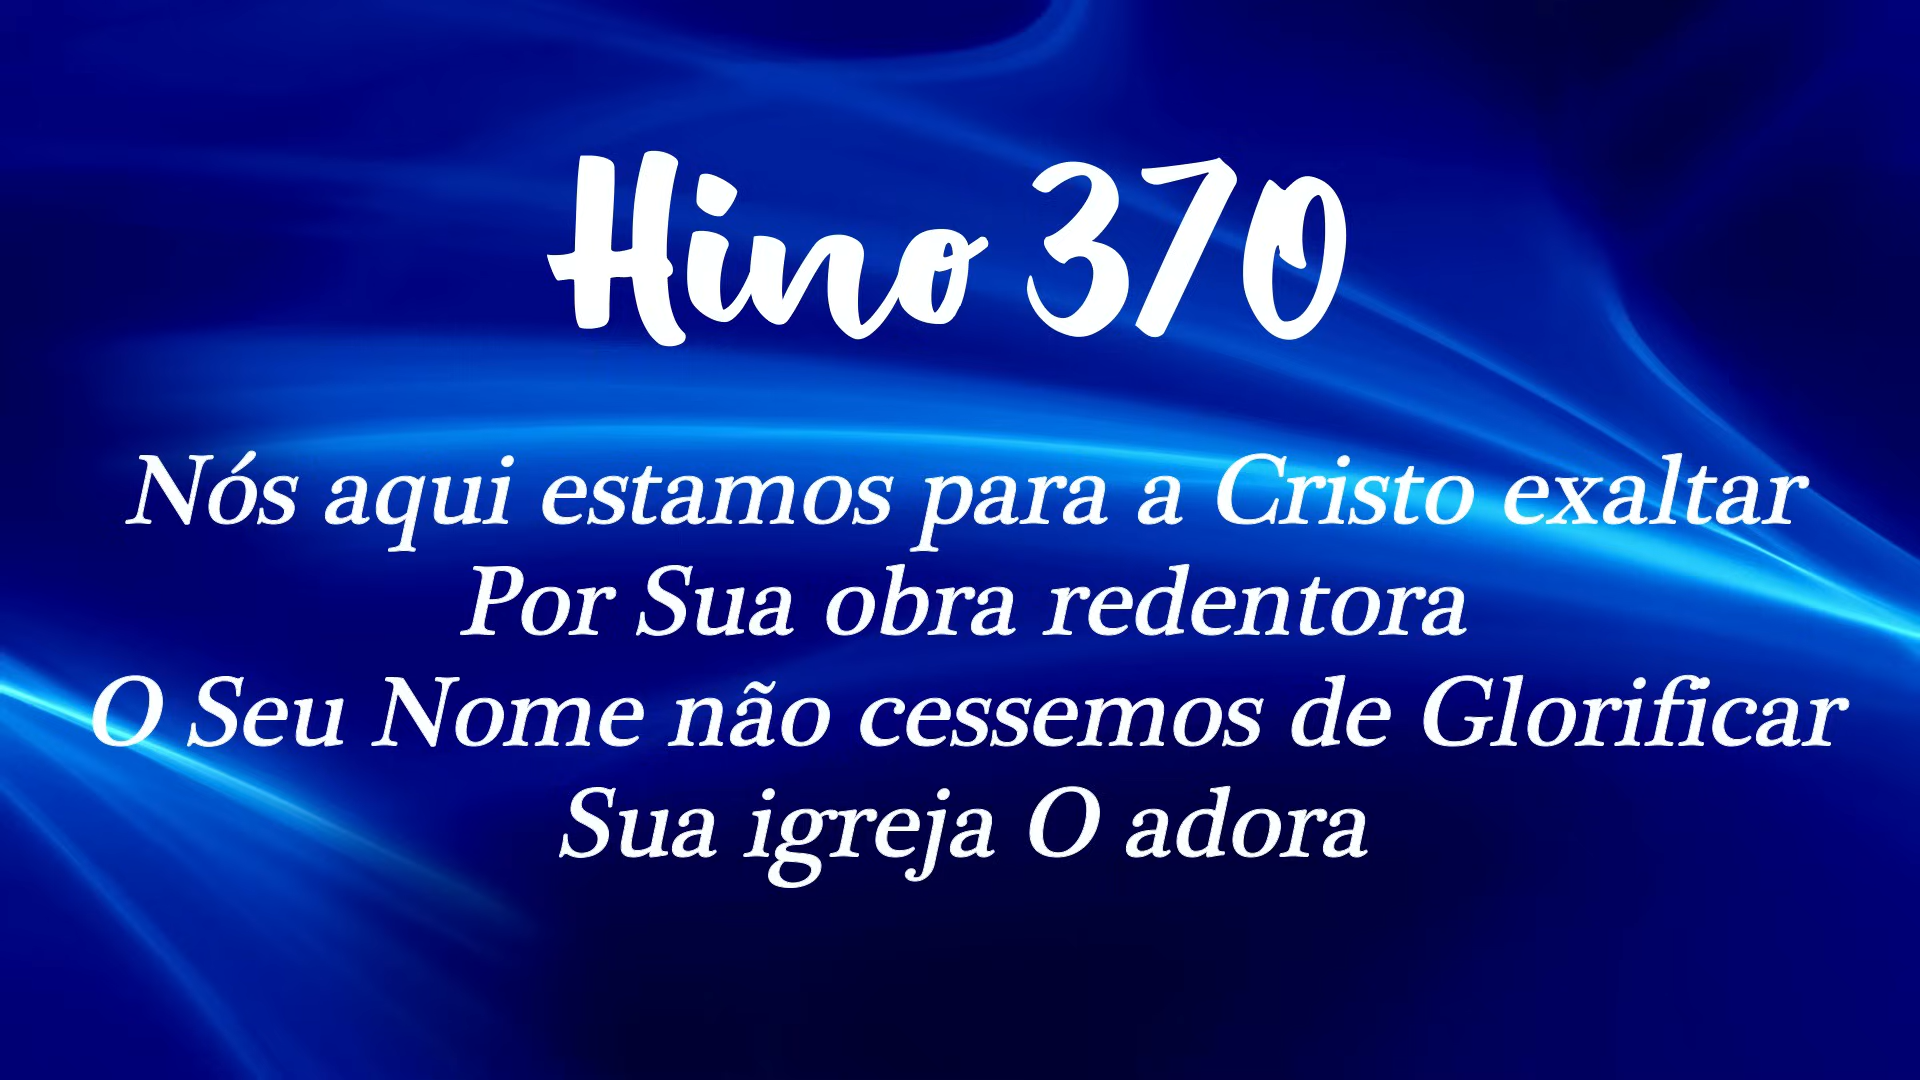 Hino 370
Nós aqui estamos para a Cristo exaltar
Por Sua obra redentora
O Seu Nome não cessemos de Glorificar
Sua igreja O adora